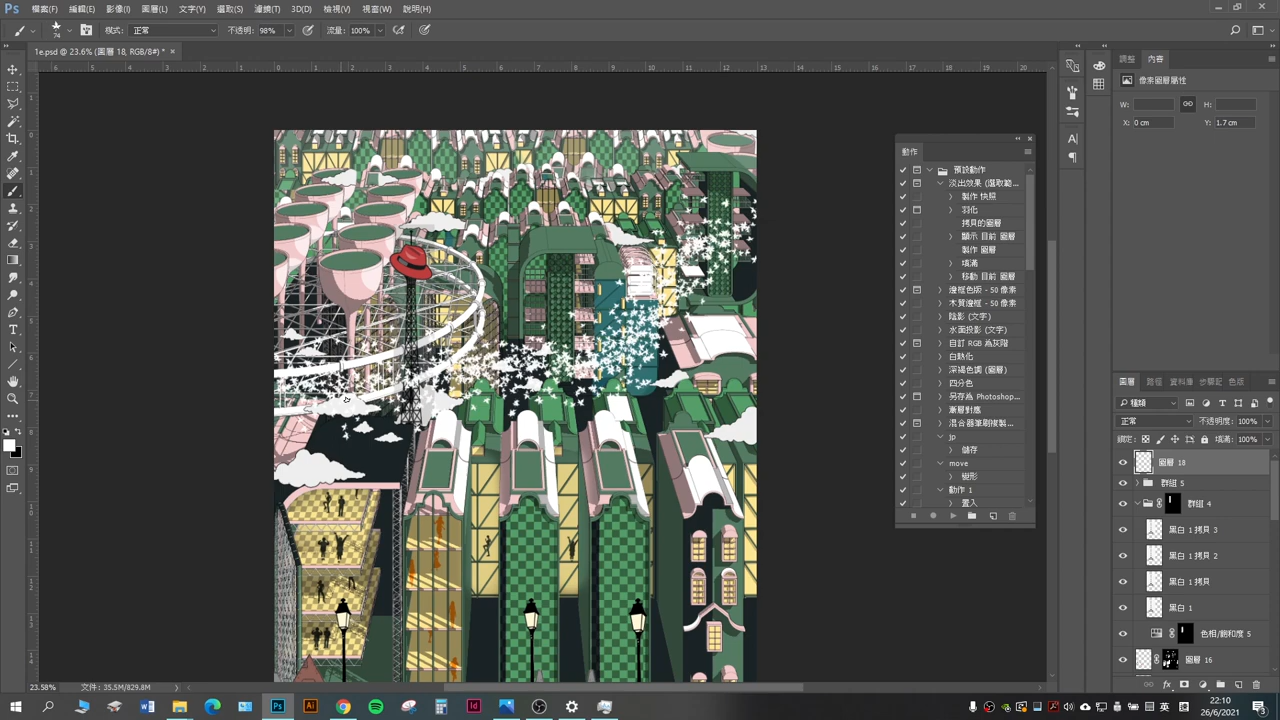 Ps 檔案(F) 編輯(E) 影像(I) 圖層(L) 文字(Y) 選取(S) 濾鏡(T) 3D(D) 檢視(V) 視窗(W) 說明(H)
74 模式: 正常 不透明: 98% 流量: 100%
1e.psd @ 23.6% (圖層 18, RGB/8#) * ×
調整 內容
像素圖層屬性
W: H:
X: 0 cm Y: 1.7 cm
動作
預設動作
淡出效果 (選取範...
製作 快照
羽化
拷貝的圖層
顯示 目前 圖層
製作 圖層
填滿
移動 目前 圖層
邊框色版 - 50 像素
木質邊框 - 50 像素
陰影 (文字)
水面投影 (文字)
自訂 RGB 為灰階
深褐色調 (圖層)
四分色
另存為 Photoshop...
漸層對應
混合器筆刷複製...
jp
儲存
move
變形
動作 1
置入
圖層 路徑 資料庫 步驟記 色版
種類
正常 不透明度: 100%
鎖定: 填滿: 100%
圖層 18
群組 5
群組 4
黑白 1 拷貝 3
黑白 1 拷貝 2
黑白 1 拷貝
黑白 1
色相/飽和度 5
圖層 16
23.58% 文件: 35.5M/829.8M
22:10
26/6/2021